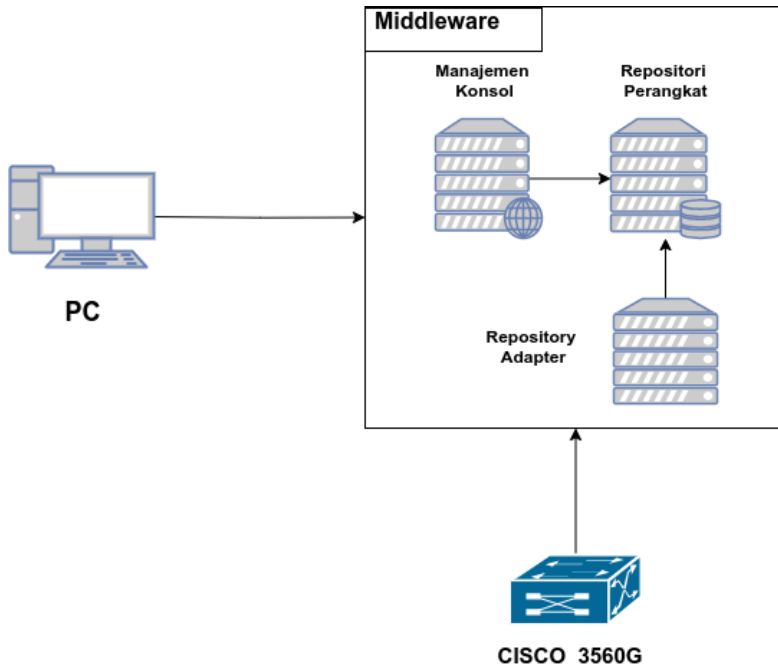 Middleware
Manajemen
Konsol
Repositori
Perangkat
PC
Repository
Adapter
CISCO 3560G